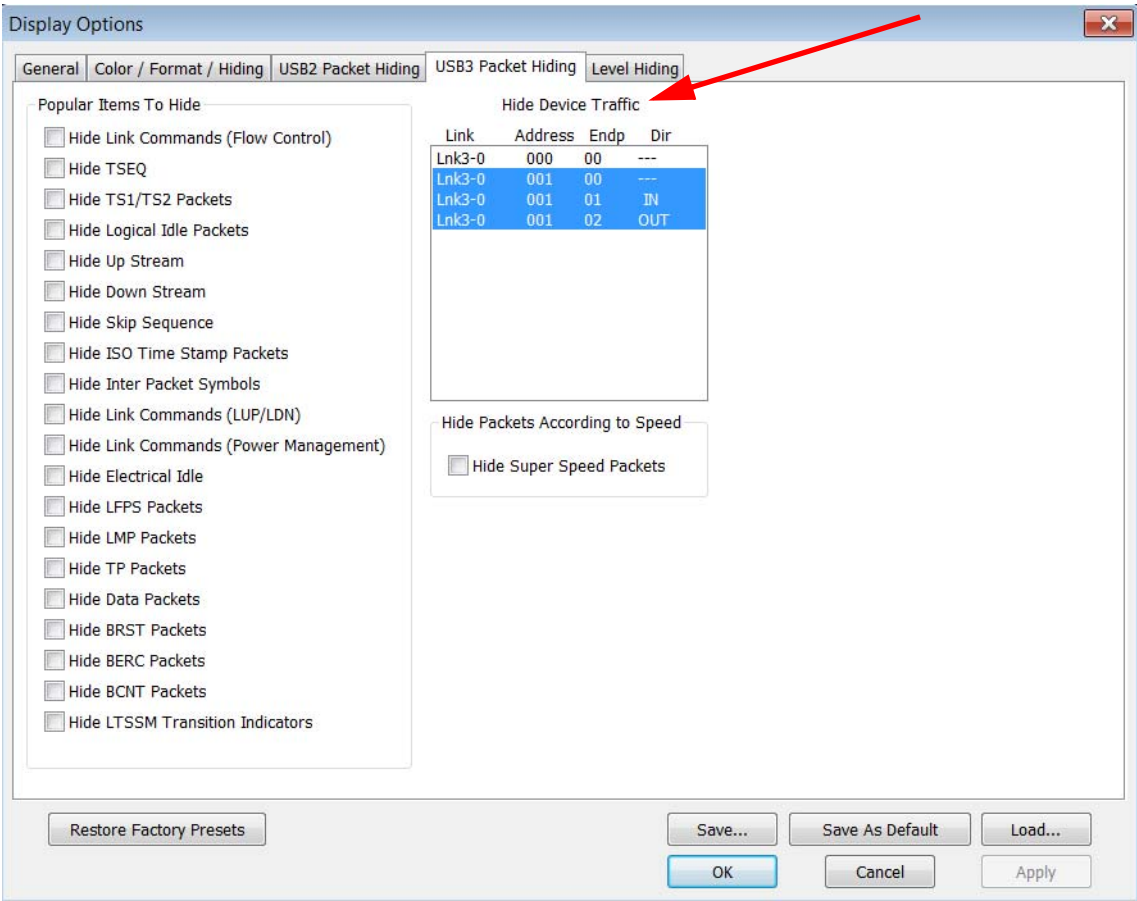 Display Options
General Color / Format / Hiding USB2 Packet Hiding USB3 Packet Hiding Level Hiding
Popular Items To Hide
Hide Link Commands (Flow Control)
Hide TSEQ
Hide TS1/TS2 Packets
Hide Logical Idle Packets
Hide Up Stream
Hide Down Stream
Hide Skip Sequence
Hide ISO Time Stamp Packets
Hide Inter Packet Symbols
Hide Link Commands (LUP/LDN)
Hide Link Commands (Power Management)
Hide Electrical Idle
Hide LFPS Packets
Hide LMP Packets
Hide TP Packets
Hide Data Packets
Hide BRST Packets
Hide BERC Packets
Hide BCNT Packets
Hide LTSSM Transition Indicators
Hide Device Traffic
Link Address Endp Dir
Lnk3-0 000 00 ---
Lnk3-0 001 00 ---
Lnk3-0 001 01 IN
Lnk3-0 001 02 OUT
Hide Packets According to Speed
Hide Super Speed Packets
Restore Factory Presets Save... Save As Default Load...
OK Cancel Apply